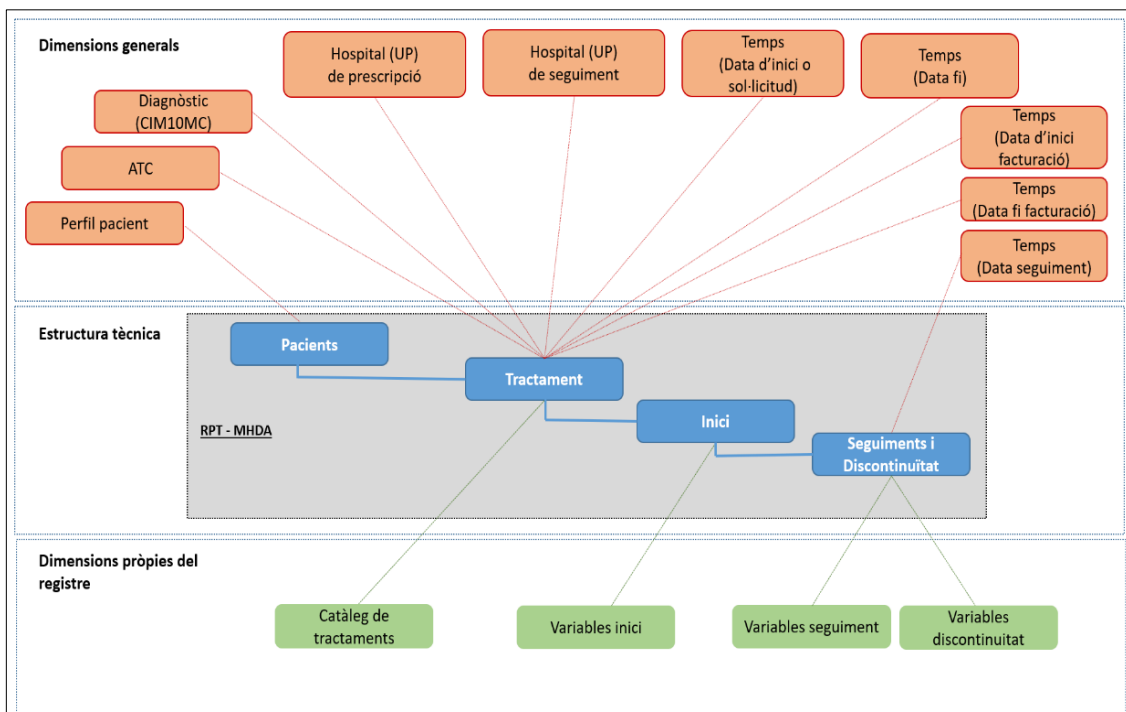 Dimensions generals
Hospital (UP)
de prescripció
Hospital (UP)
de seguiment
Temps
(Data d'inici o
sol·licitud)
Temps
(Data fi)
Diagnòstic
(CIM10MC)
Temps
(Data d'inici
facturació)
ATC
Temps
(Data fi facturació)
Perfil pacient
Temps
(Data seguiment)
Estructura tècnica
Pacients
Tractament
Inici
RPT - MHDA
Seguiments i
Discontinuïtat
Dimensions pròpies del
registre
Catàleg de
tractaments
Variables inici
Variables seguiment
Variables
discontinuitat